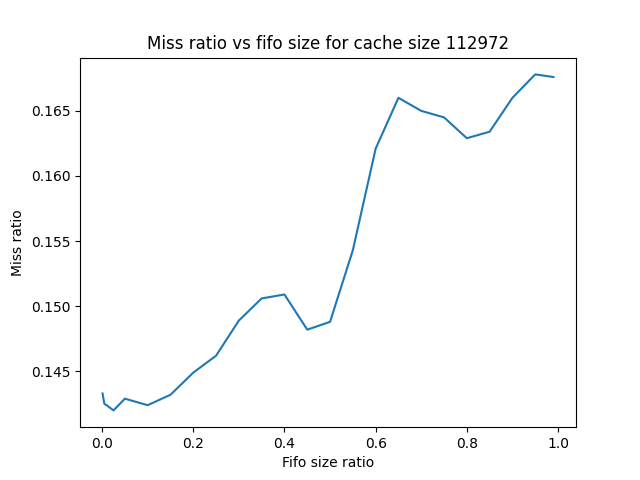 Miss ratio vs fifo size for cache size 112972
0.165
0.160
0.155
0.150
0.145
Miss ratio
0.0 0.2 0.4 0.6 0.8 1.0
Fifo size ratio